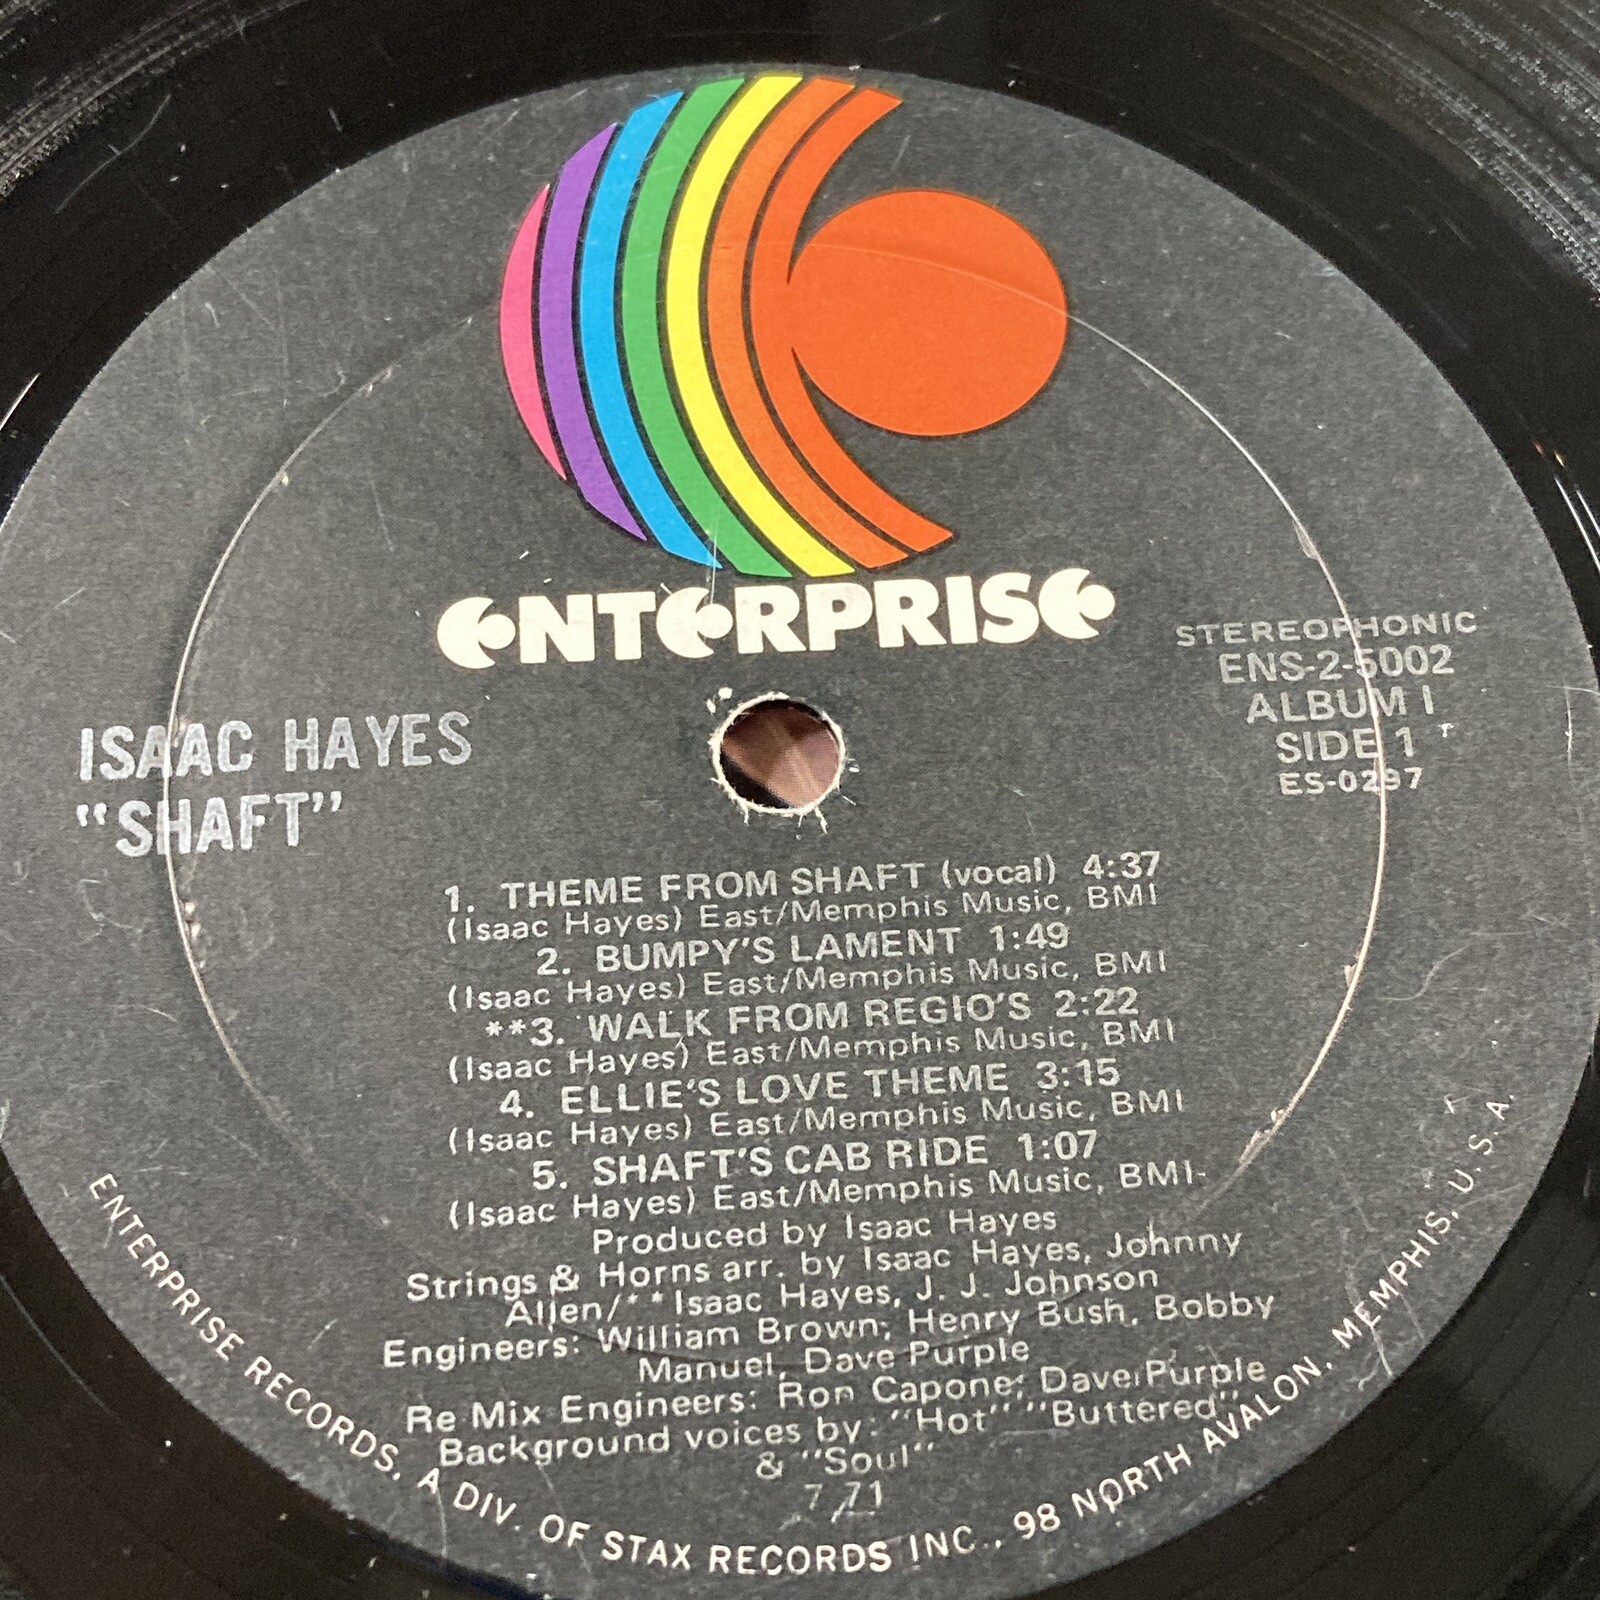 ENTERPRISE
STEREOPHONIC
ENS-2-5002
ALBUM I
SIDE 1
ES-0297
ISAAC HAYES
"SHAFT"
1. THEME FROM SHAFT (vocal) 4:37
(Isaac Hayes) East/Memphis Music, BMI
2. BUMPY'S LAMENT 1:49
(Isaac Hayes) East/Memphis Music, BMI
**3. WALK FROM REGIO'S 2:22
(Isaac Hayes) East/Memphis Music, BMI
4. ELLIE'S LOVE THEME 3:15
(Isaac Hayes) East/Memphis Music, BMI
5. SHAFT'S CAB RIDE 1:07
(Isaac Hayes) East/Memphis Music, BMI-
Produced by Isaac Hayes
Strings & Horns arr. by Isaac Hayes, Johnny
Allen/**Isaac Hayes, J. J. Johnson
Engineers: William Brown, Henry Bush, Bobby
Manuel, Dave Purple
Re Mix Engineers: Ron Capone, Dave Purple
Background voices by: "Hot" "Buttered"
& "Soul"
7 71
ENTERPRISE RECORDS, A DIV. OF STAX RECORDS INC., 98 NORTH AVALON, MEMPHIS, U.S.A.